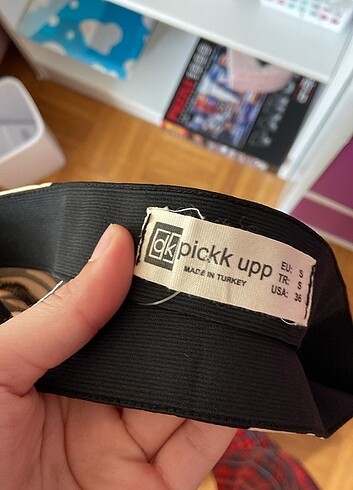 dk pickk upp
MADE IN TURKEY
EU: S
TR: S
USA: 36